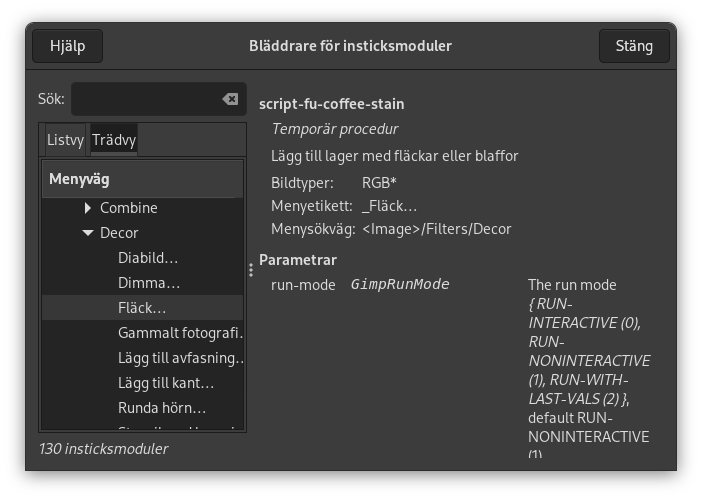 Hjälp
Bläddrare för insticksmoduler
Stäng
Sök:
Listvy
Trädvy
Menyväg
Combine
Decor
Diabild…
Dimma…
Fläck…
Gammalt fotografi…
Lägg till avfasning…
Lägg till kant…
Runda hörn…
130 insticksmoduler
script-fu-coffee-stain
Temporär procedur
Lägg till lager med fläckar eller blaffor
Bildtyper: RGB*
Menyetikett: _Fläck…
Menysökväg: <Image>/Filters/Decor
Parametrar
run-mode GimpRunMode The run mode
{ RUN-
INTERACTIVE (0),
RUN-
NONINTERACTIVE
(1), RUN-WITH-
LAST-VALS (2) },
default RUN-
NONINTERACTIVE
(1)